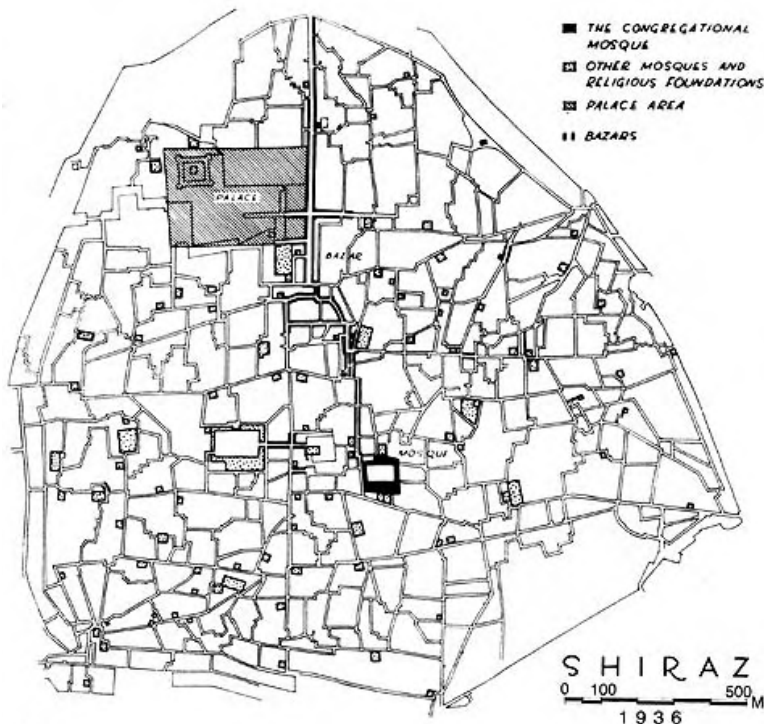 THE CONGREGATIONAL
MOSQUE
OTHER MOSQUES AND
RELIGIOUS FOUNDATIONS
PALACE AREA
BAZARS
PALACE
BAZAR
MOSQUE
SHIRAZ
0 100 500 M
1936